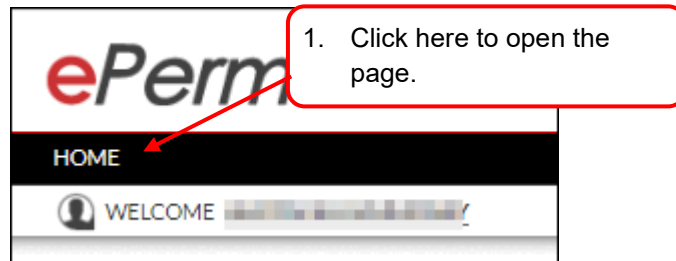 ePerm
1. Click here to open the
page.
HOME
WELCOME